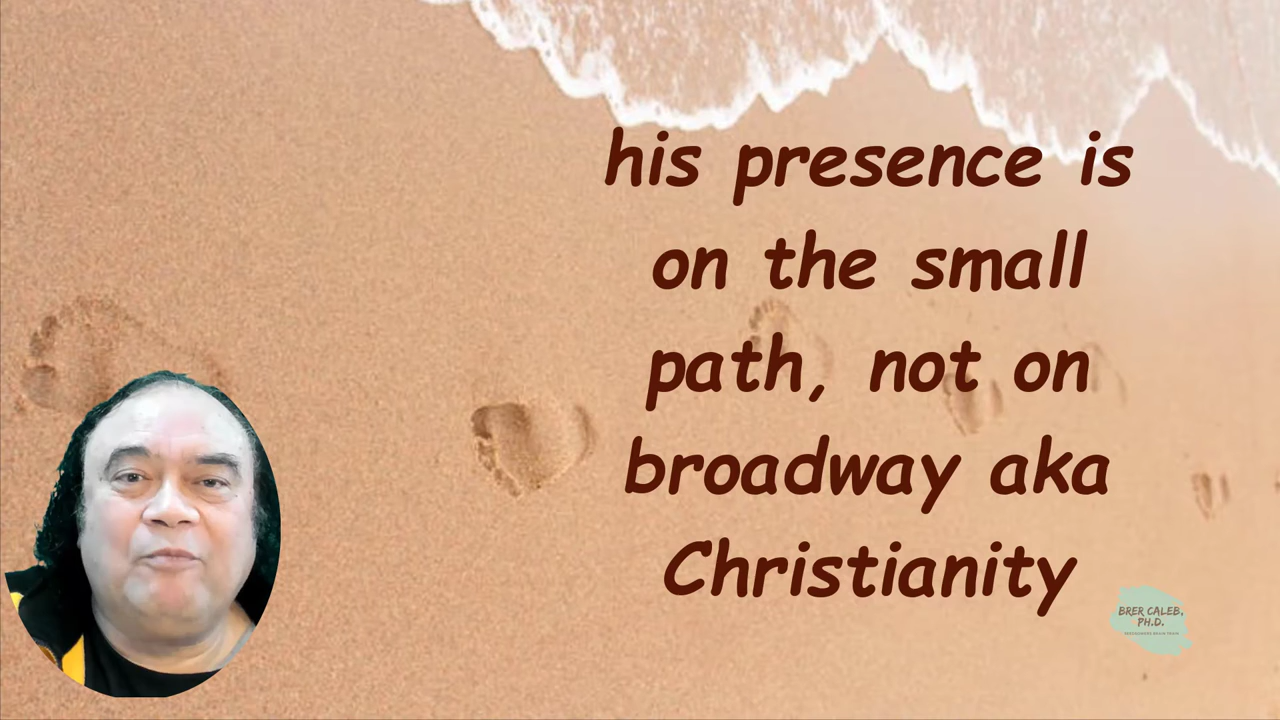 his presence is
on the small
path, not on
broadway aka
Christianity
BRER CALEB,
PH.D.